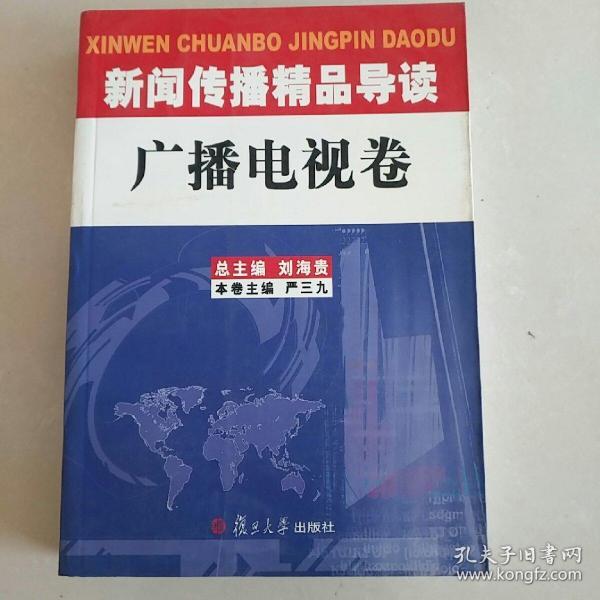 XINWEN CHUANBO JINGPIN DAODU
新闻传播精品导读
广播电视卷
总主编 刘海贵
本卷主编 严三九
復旦大學出版社
孔夫子旧书网
www.kongfz.com